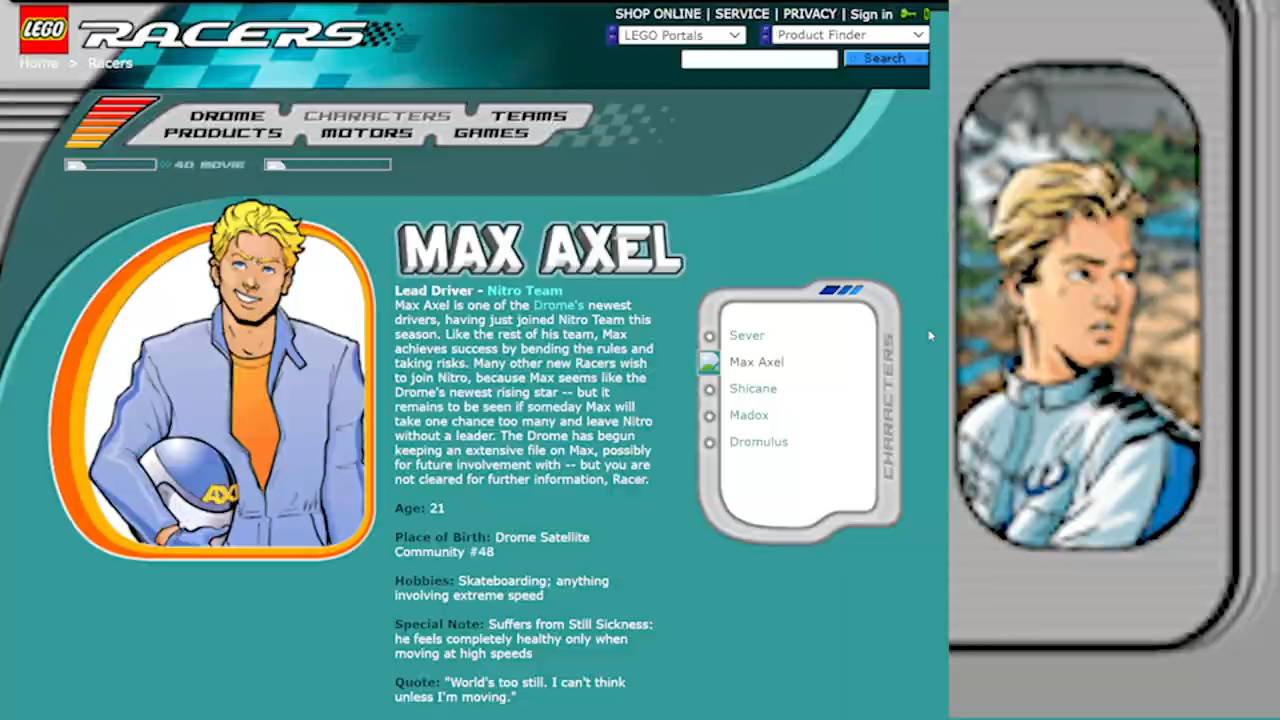 LEGO
RACERS
SHOP ONLINE | SERVICE | PRIVACY | Sign in
LEGO Portals
Product Finder
Search
Home > Racers
DROME CHARACTERS TEAMS
PRODUCTS MOTORS GAMES
4D MOVIE
MAX AXEL
Lead Driver - Nitro Team
Max Axel is one of the Drome's newest
drivers, having just joined Nitro Team this
season. Like the rest of his team, Max
achieves success by bending the rules and
taking risks. Many other new Racers wish
to join Nitro, because Max seems like the
Drome's newest rising star -- but it
remains to be seen if someday Max will
take one chance too many and leave Nitro
without a leader. The Drome has begun
keeping an extensive file on Max, possibly
for future involvement with -- but you are
not cleared for further information, Racer.
Age: 21
Place of Birth: Drome Satellite
Community #48
Hobbies: Skateboarding; anything
involving extreme speed
Special Note: Suffers from Still Sickness:
he feels completely healthy only when
moving at high speeds
Quote: "World's too still. I can't think
unless I'm moving."
Sever
Max Axel
Shicane
Madox
Dromulus
CHARACTERS